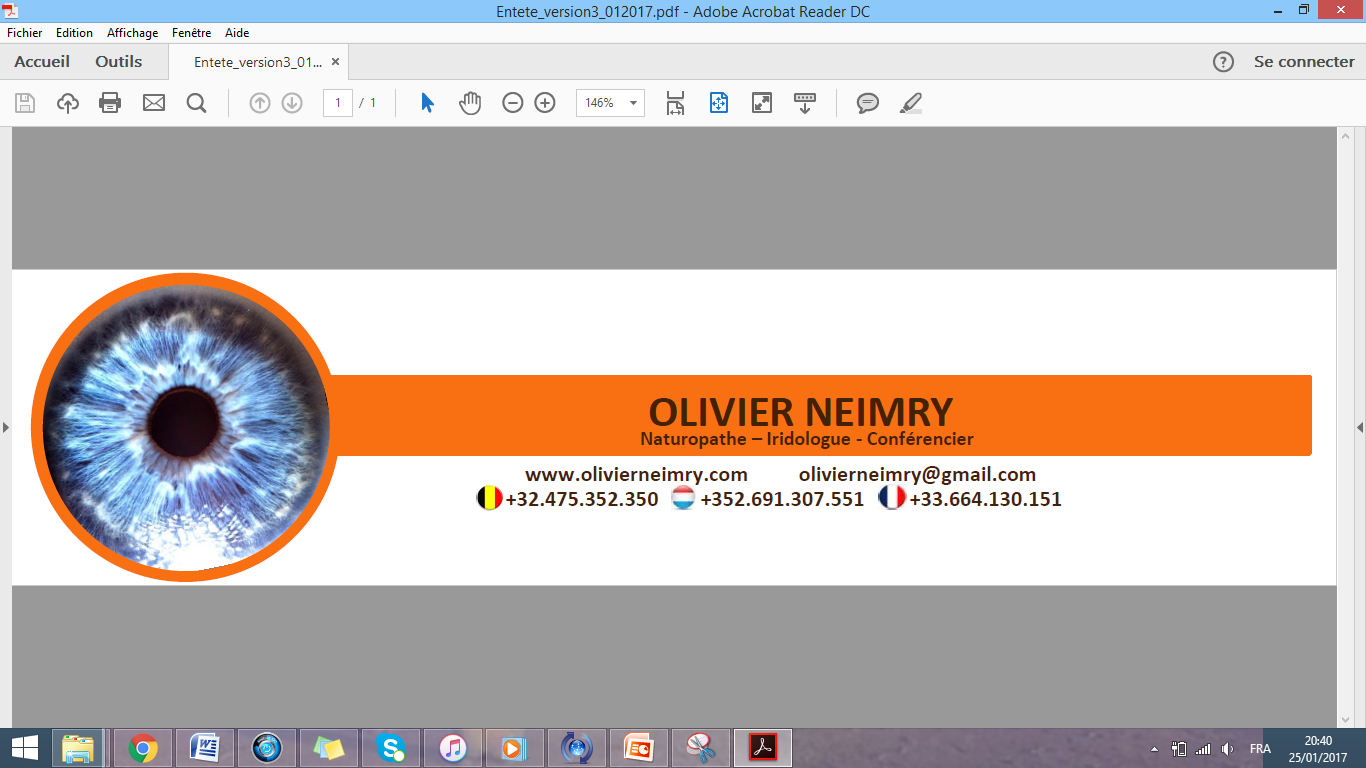 Entete_version3_012017.pdf - Adobe Acrobat Reader DC
Fichier Edition Affichage Fenêtre Aide
Accueil Outils Entete_version3_01... × ? Se connecter
1 / 1 146%
OLIVIER NEIMRY
Naturopathe – Iridologue - Conférencier
www.olivierneimry.com olivierneimry@gmail.com
+32.475.352.350 +352.691.307.551 +33.664.130.151
FRA 20:40
25/01/2017